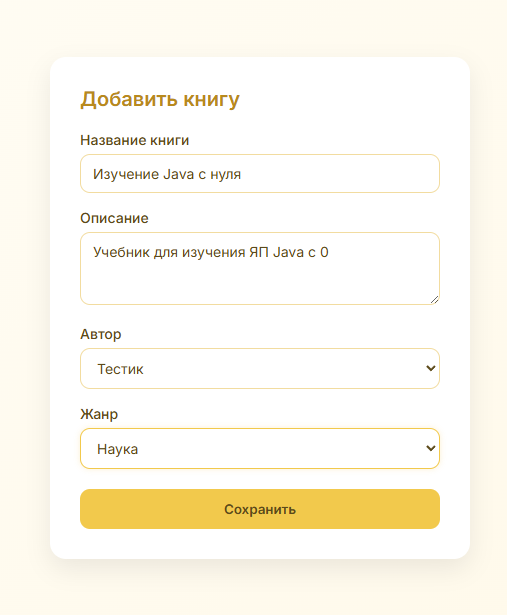 Добавить книгу
Название книги
Изучение Java с нуля
Описание
Учебник для изучения ЯП Java с 0
Автор
Тестик
Жанр
Наука
Сохранить